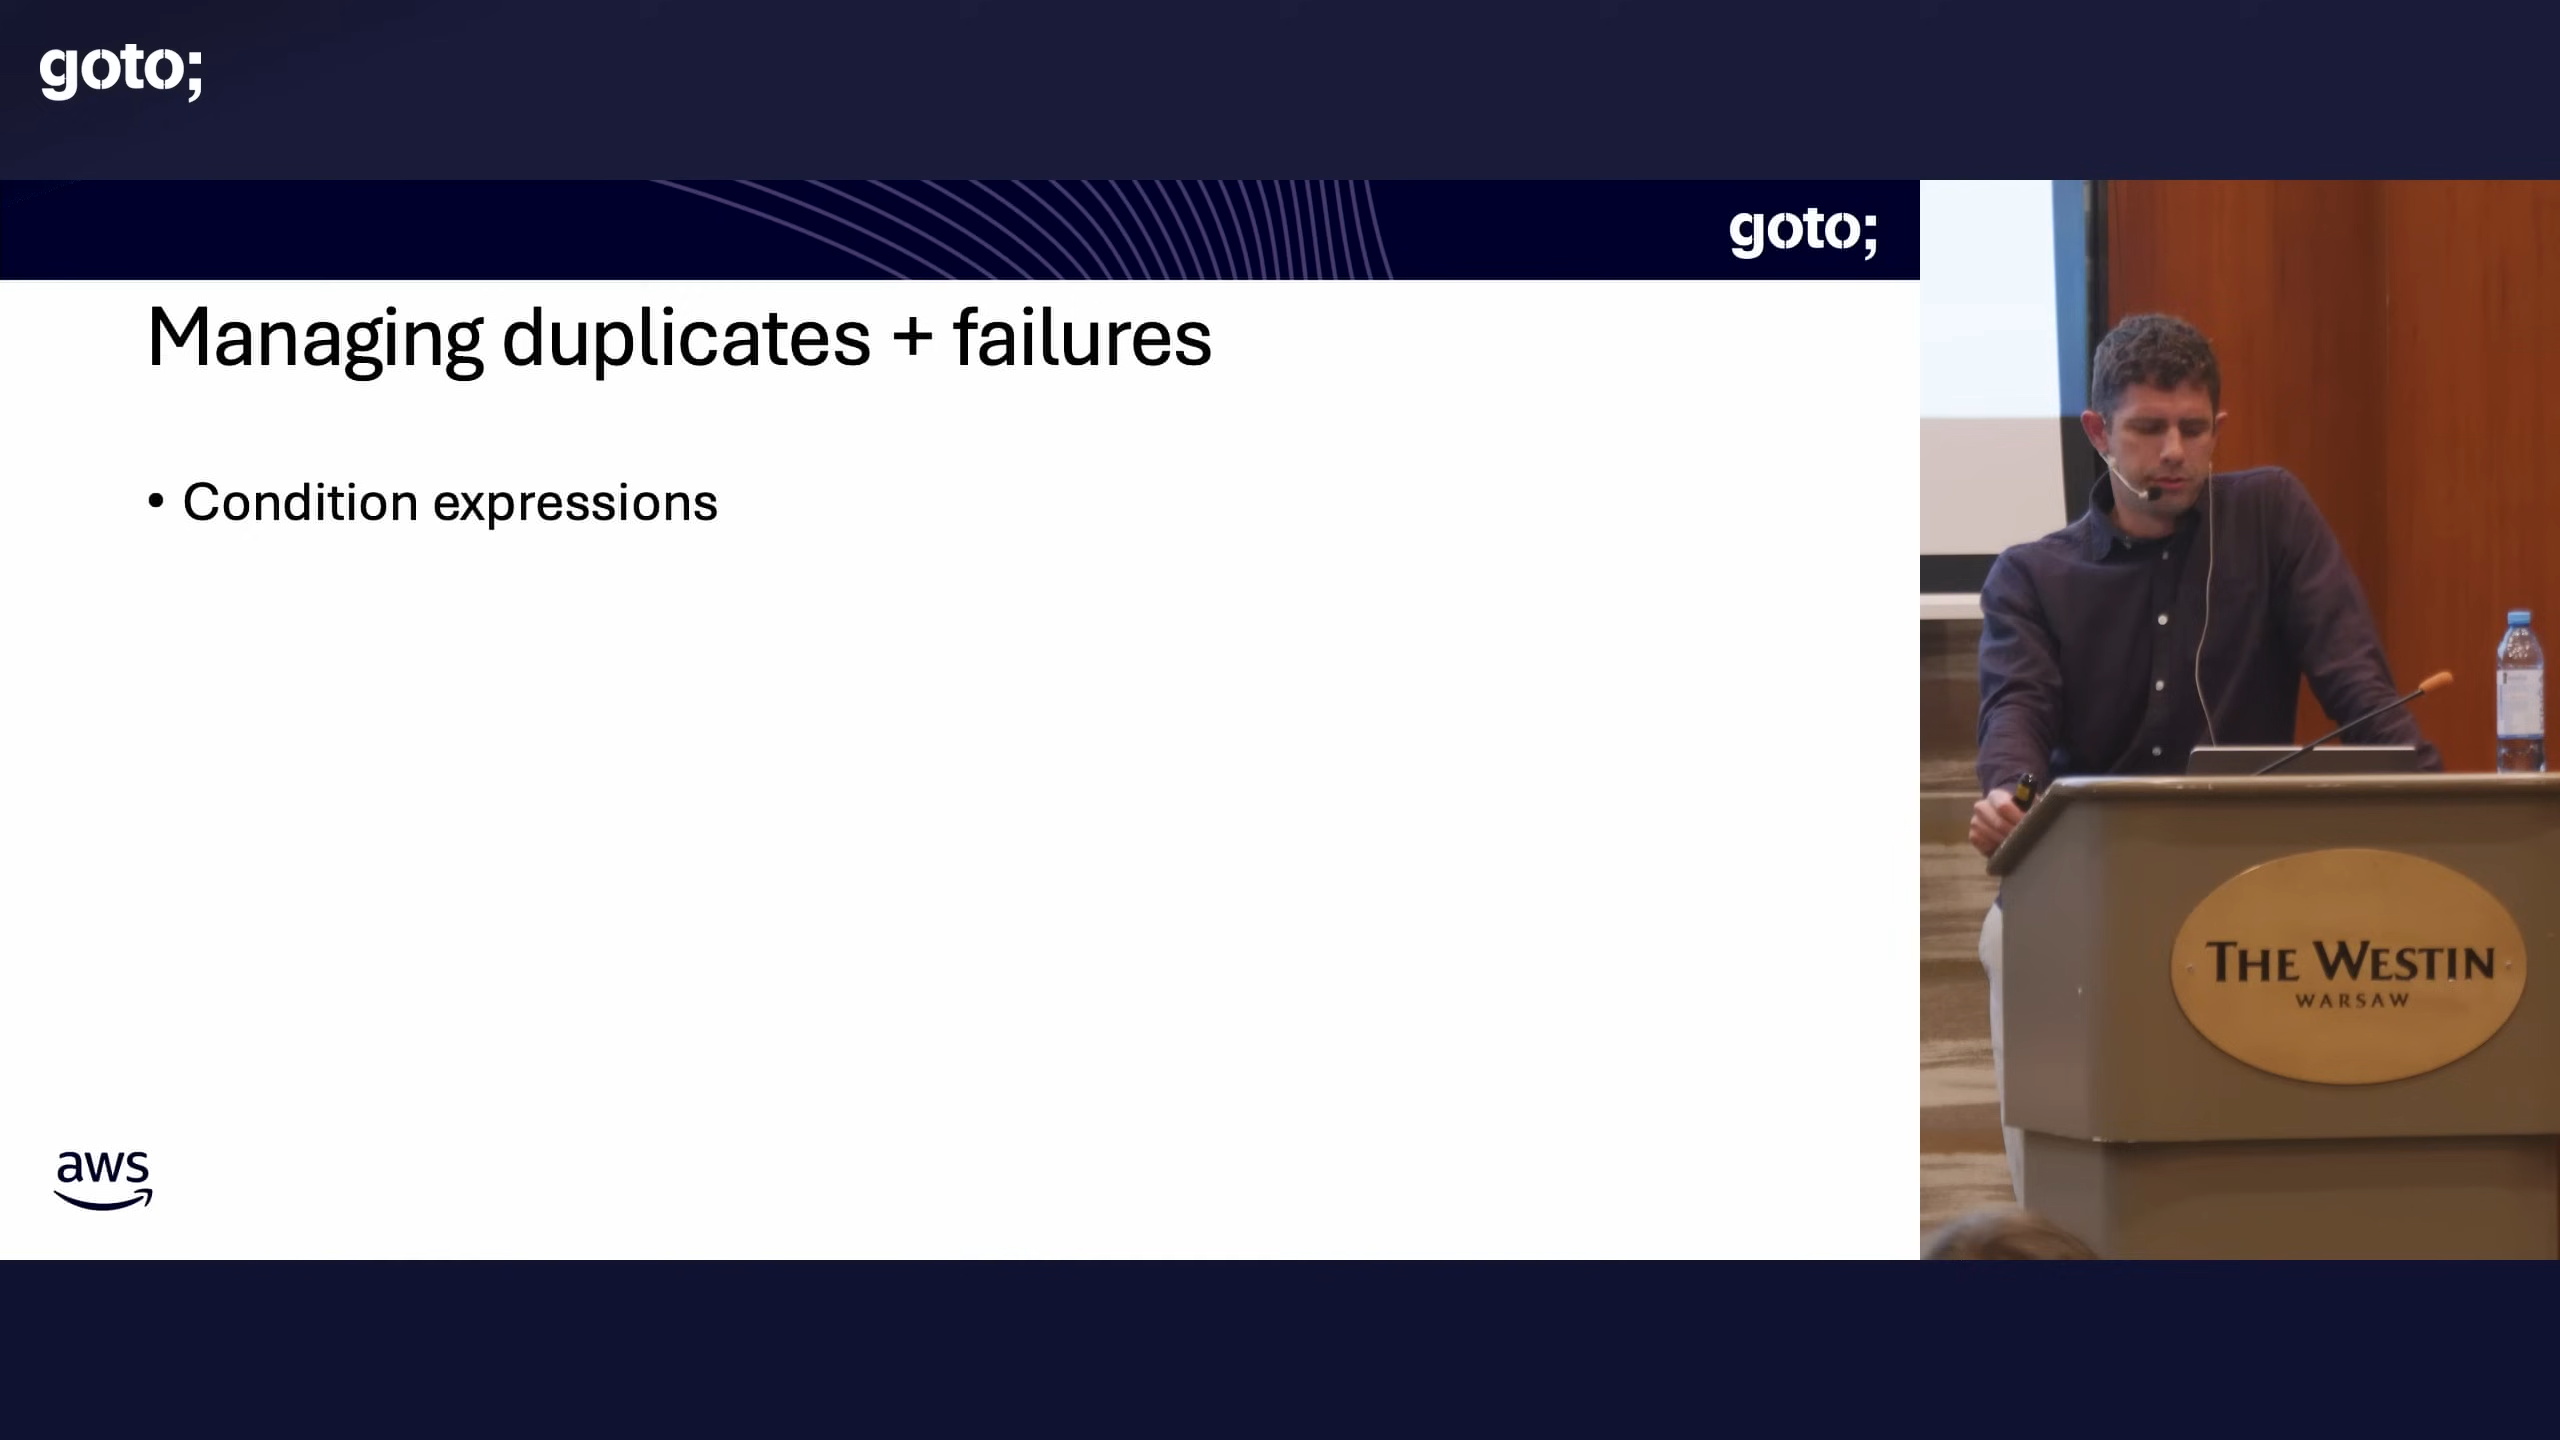 goto;
goto;
Managing duplicates + failures
• Condition expressions
aws
THE WESTIN
WARSAW